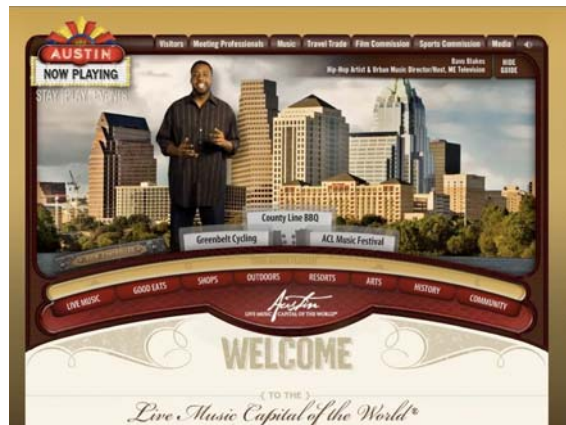 Visitors Meeting Professionals Music Travel Trade Film Commission Sports Commission Media
AUSTIN
NOW PLAYING
Bavu Blakes
Hip-Hop Artist & Urban Music Director/Host, ME Television
HIDE
GUIDE
County Line BBQ
Greenbelt Cycling
ACL Music Festival
LIVE MUSIC
GOOD EATS
SHOPS
OUTDOORS
RESORTS
ARTS
HISTORY
COMMUNITY
Austin
LIVE MUSIC CAPITAL OF THE WORLD®
WELCOME
( TO THE )
Live Music Capital of the World®